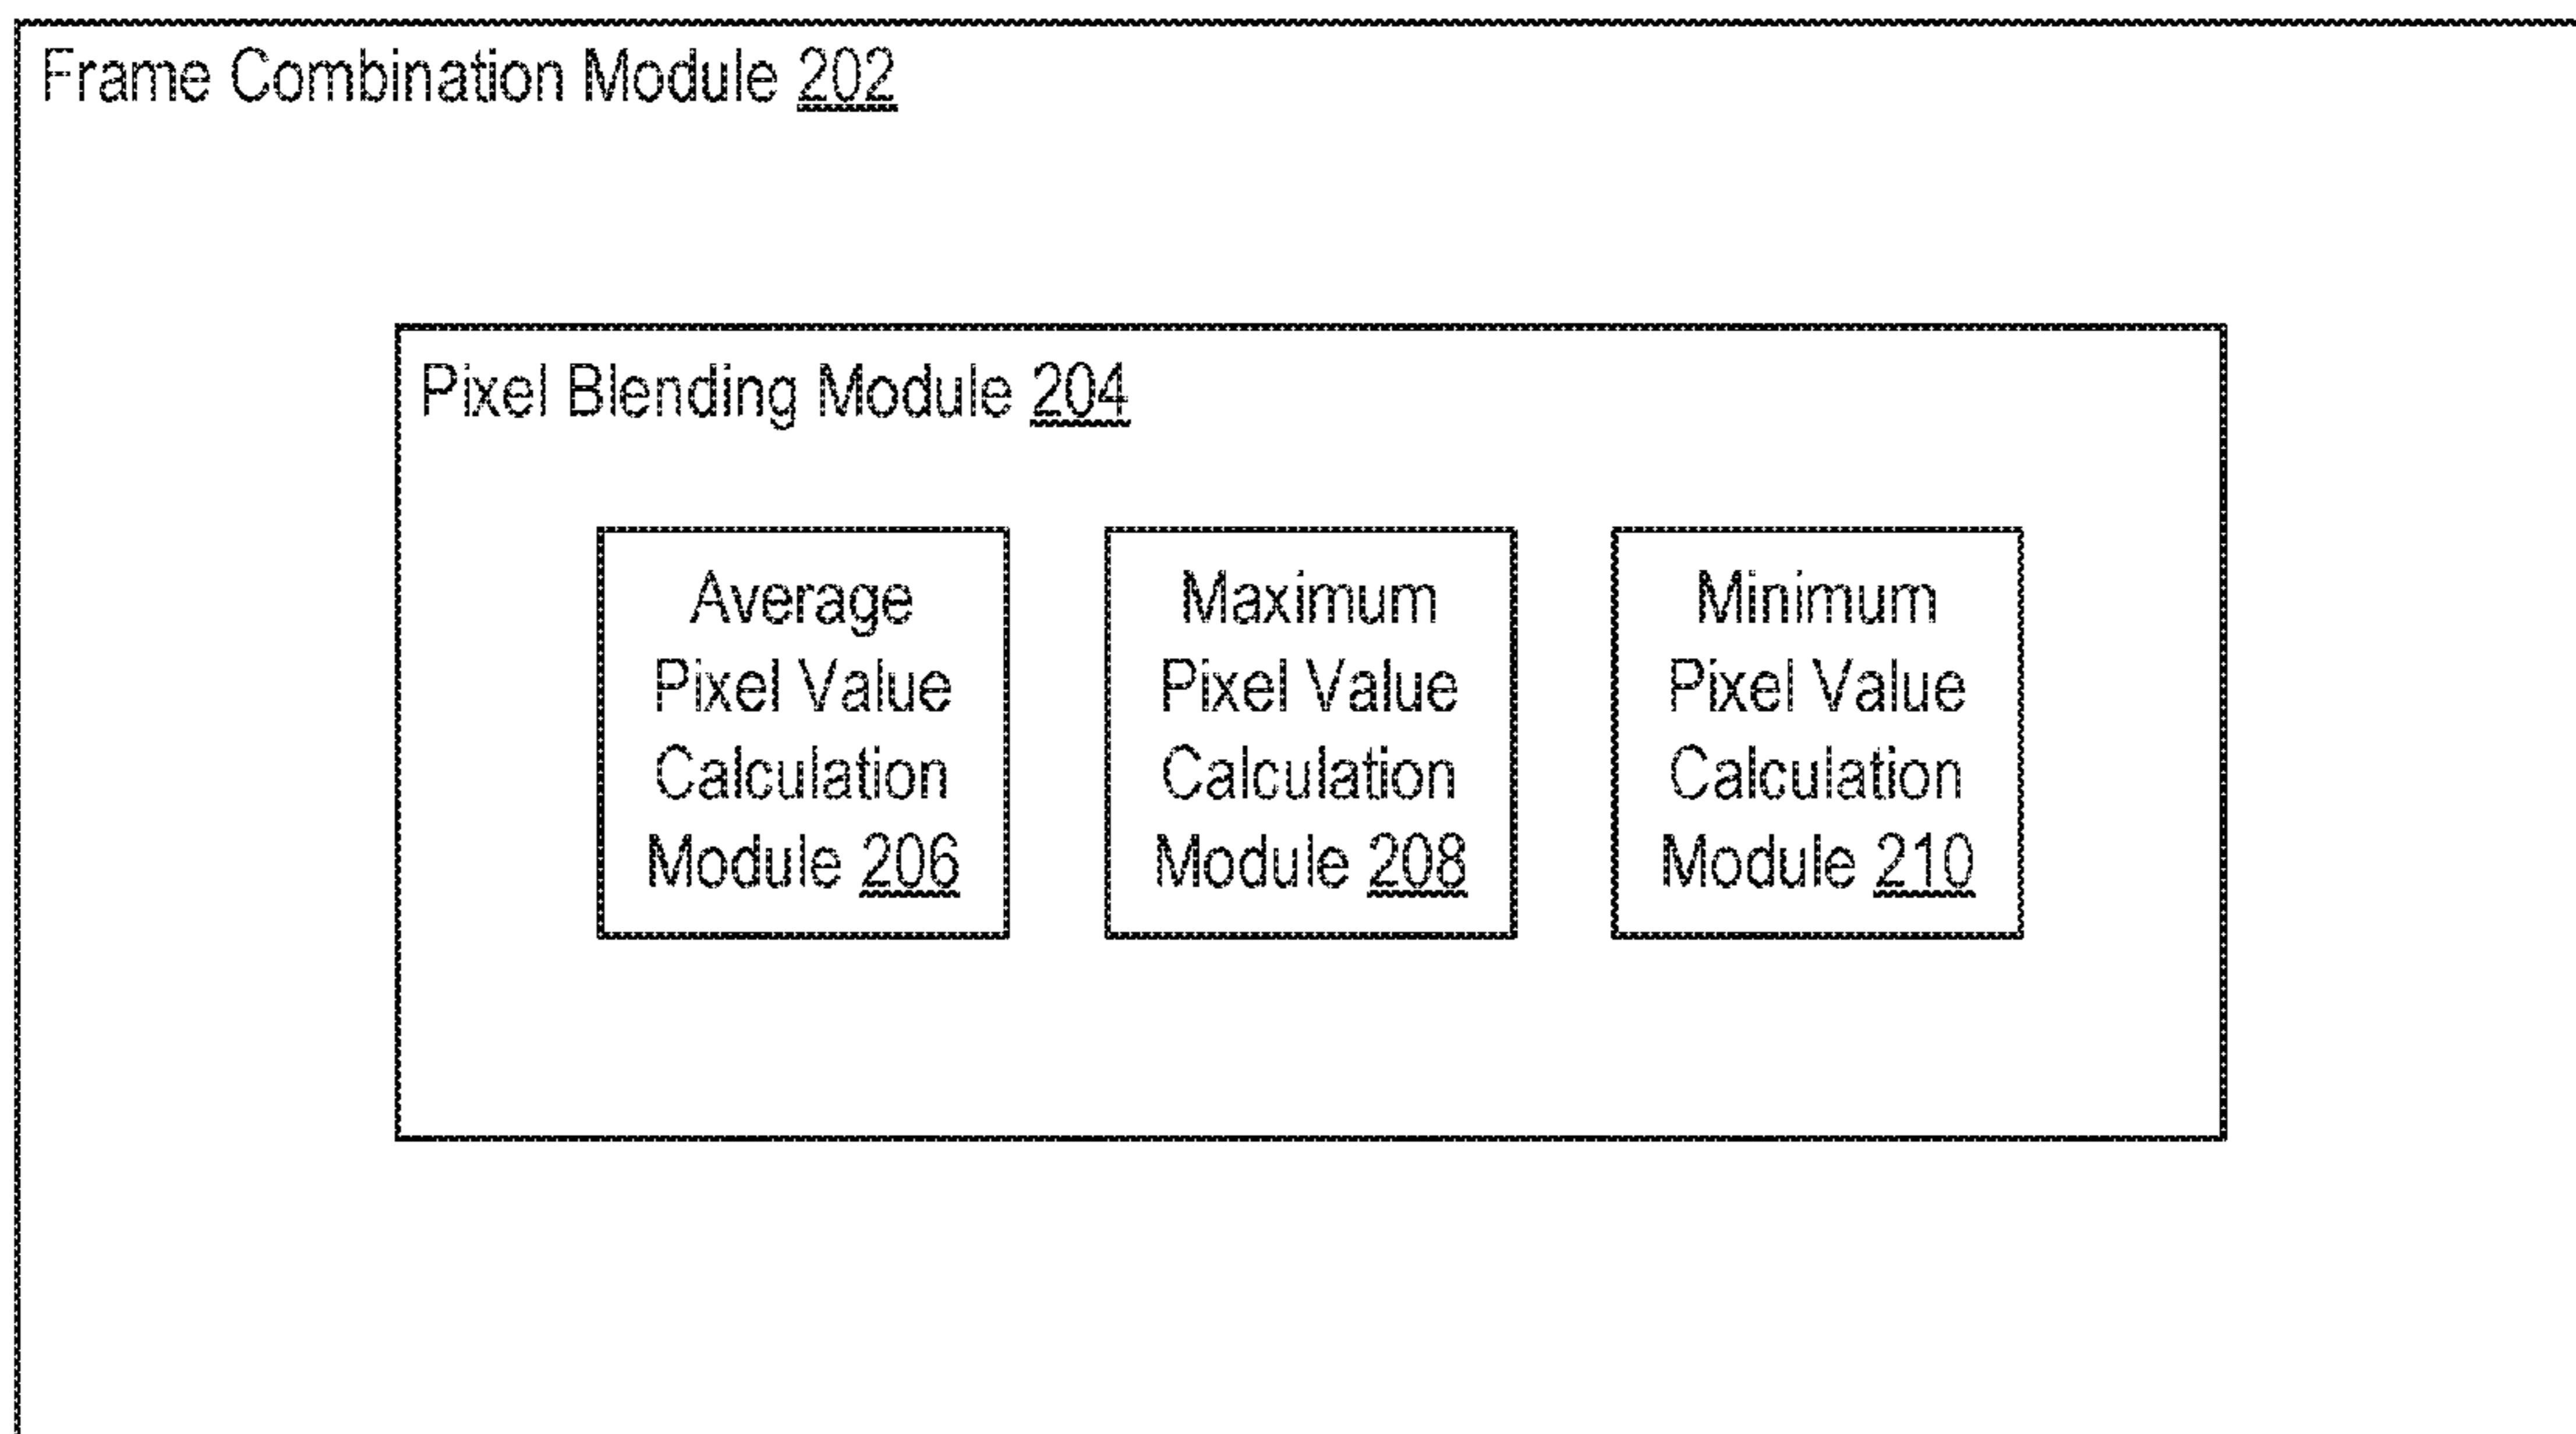 Frame Combination Module 202
Pixel Blending Module 204
Average
Pixel Value
Calculation
Module 206
Maximum
Pixel Value
Calculation
Module 208
Minimum
Pixel Value
Calculation
Module 210